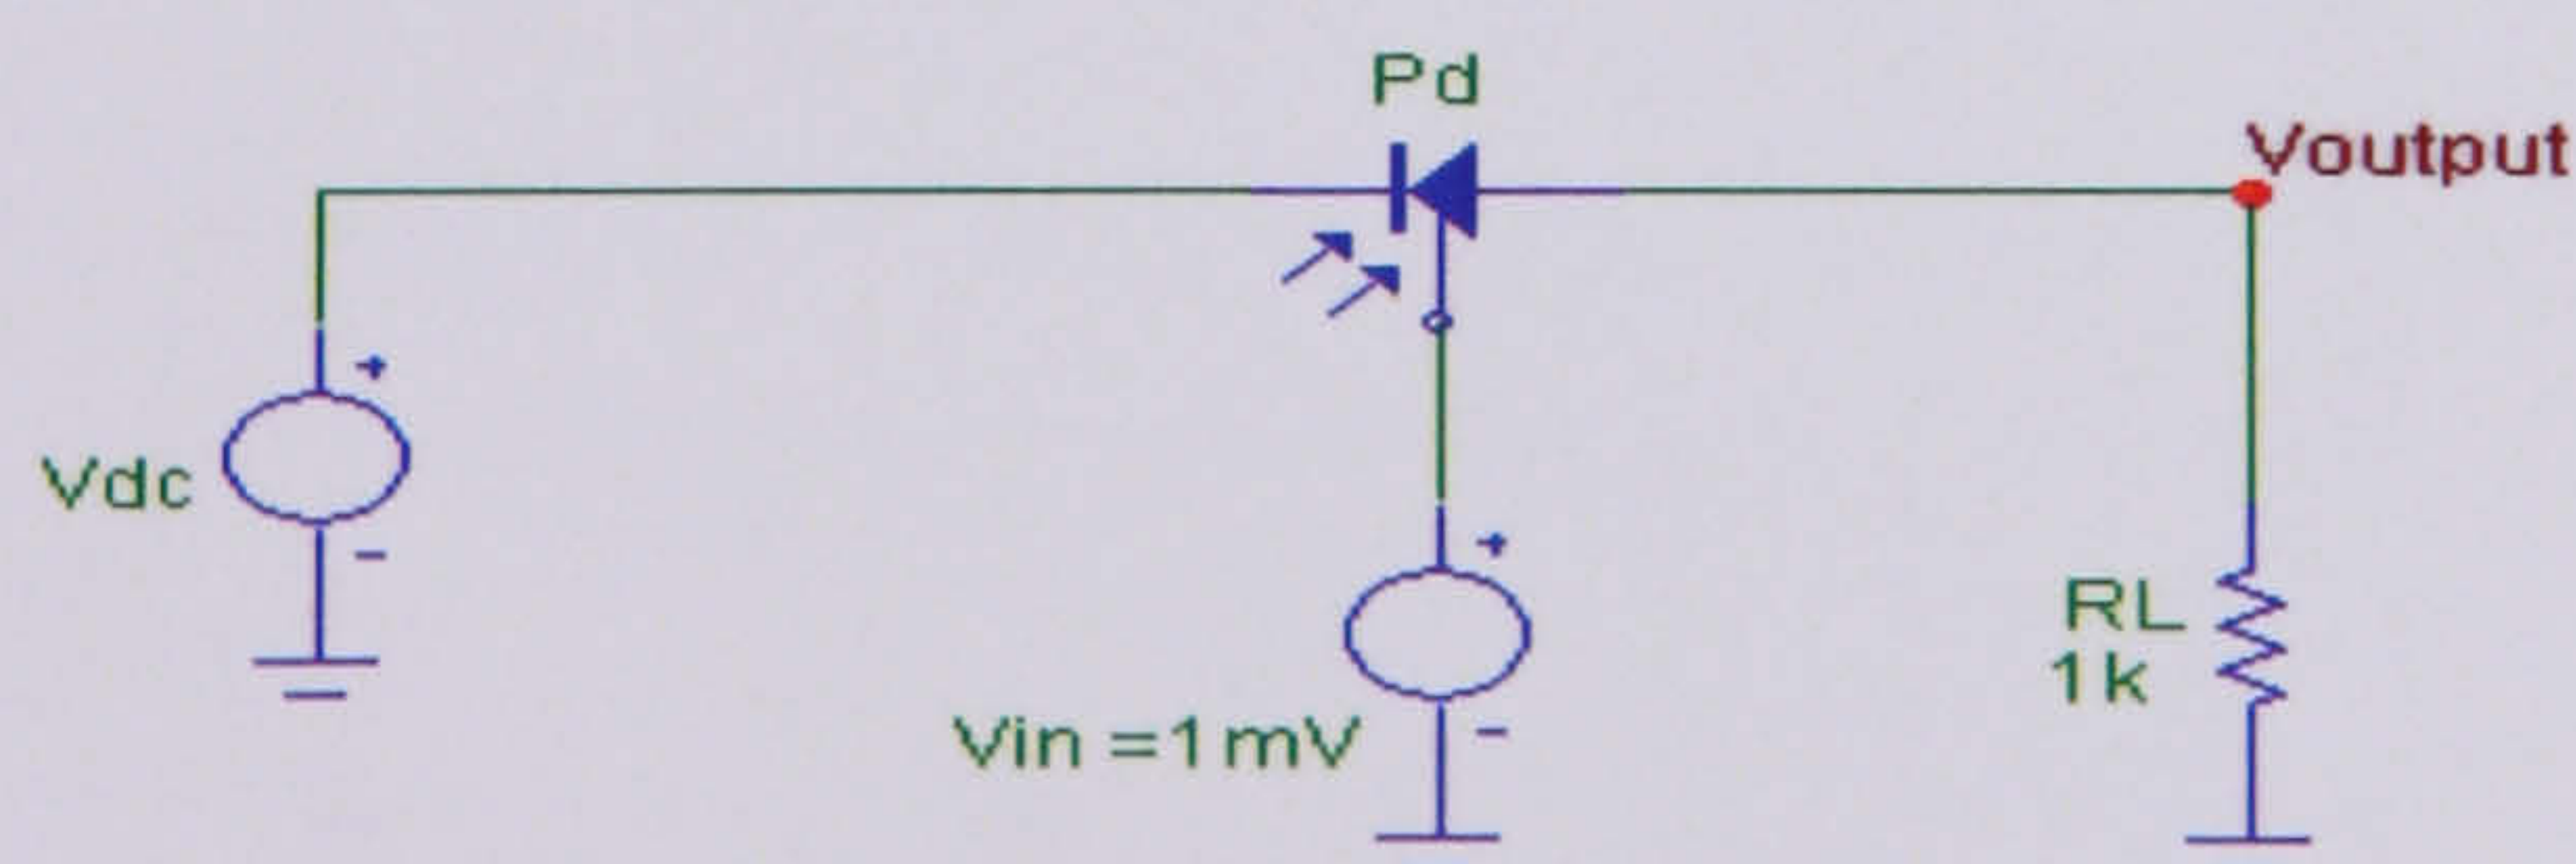 Pd
Voutput
+
Vdc
-
+
Vin =1mV
-
RL
1k